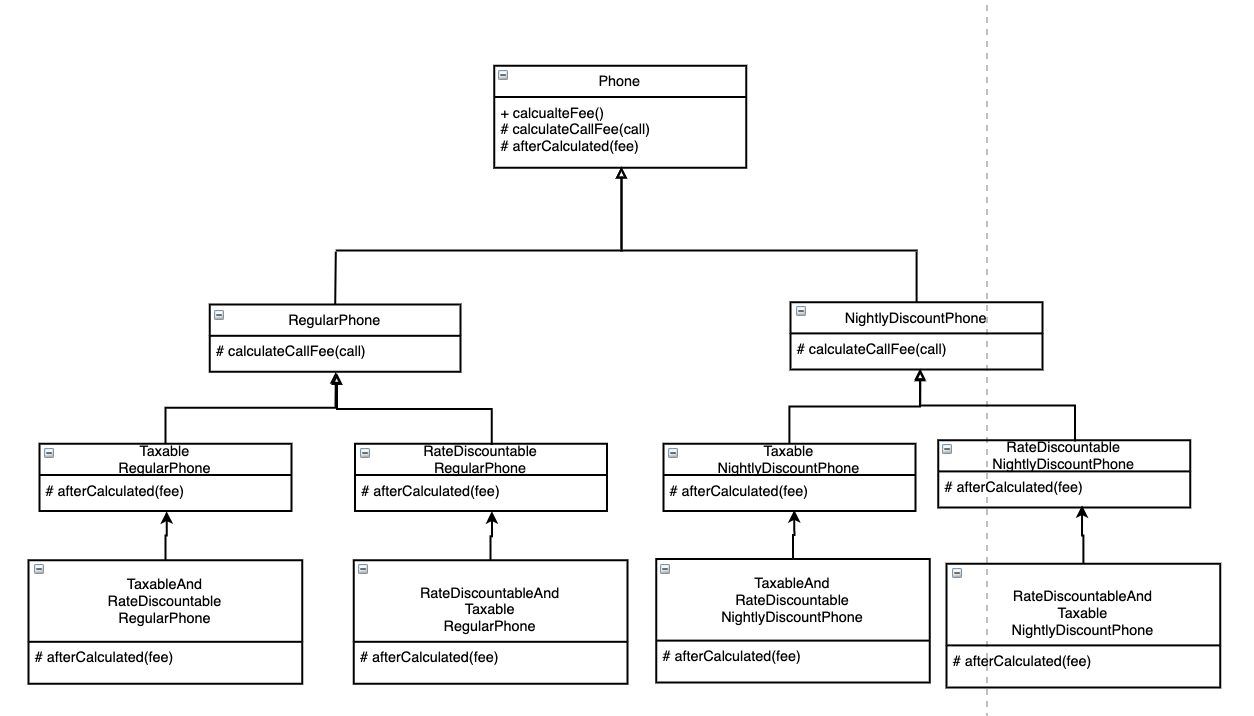 Phone
+ calcualteFee()
# calculateCallFee(call)
# afterCalculated(fee)
RegularPhone
# calculateCallFee(call)
NightlyDiscountPhone
# calculateCallFee(call)
Taxable
RegularPhone
# afterCalculated(fee)
RateDiscountable
RegularPhone
# afterCalculated(fee)
Taxable
NightlyDiscountPhone
# afterCalculated(fee)
RateDiscountable
NightlyDiscountPhone
# afterCalculated(fee)
TaxableAnd
RateDiscountable
RegularPhone
# afterCalculated(fee)
RateDiscountableAnd
Taxable
RegularPhone
# afterCalculated(fee)
TaxableAnd
RateDiscountable
NightlyDiscountPhone
# afterCalculated(fee)
RateDiscountableAnd
Taxable
NightlyDiscountPhone
# afterCalculated(fee)